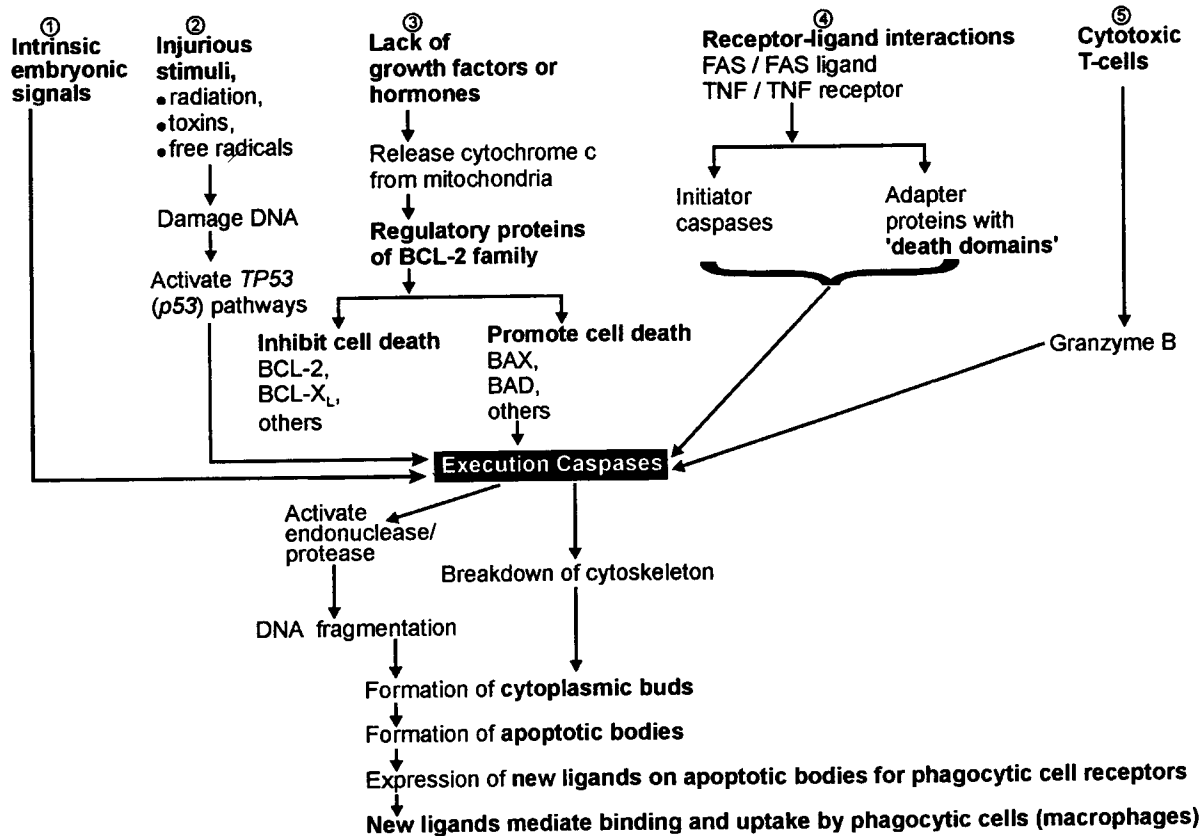 ①
Intrinsic
embryonic
signals
②
Injurious
stimuli,
• radiation,
• toxins,
• free radicals
Damage DNA
Activate TP53
(p53) pathways
③
Lack of
growth factors or
hormones
Release cytochrome c
from mitochondria
Regulatory proteins
of BCL-2 family
Inhibit cell death
BCL-2,
BCL-XL,
others
Promote cell death
BAX,
BAD,
others
④
Receptor-ligand interactions
FAS / FAS ligand
TNF / TNF receptor
Initiator
caspases
Adapter
proteins with
'death domains'
⑤
Cytotoxic
T-cells
Granzyme B
Execution Caspases
Activate
endonuclease/
protease
Breakdown of cytoskeleton
DNA fragmentation
Formation of cytoplasmic buds
Formation of apoptotic bodies
Expression of new ligands on apoptotic bodies for phagocytic cell receptors
New ligands mediate binding and uptake by phagocytic cells (macrophages)